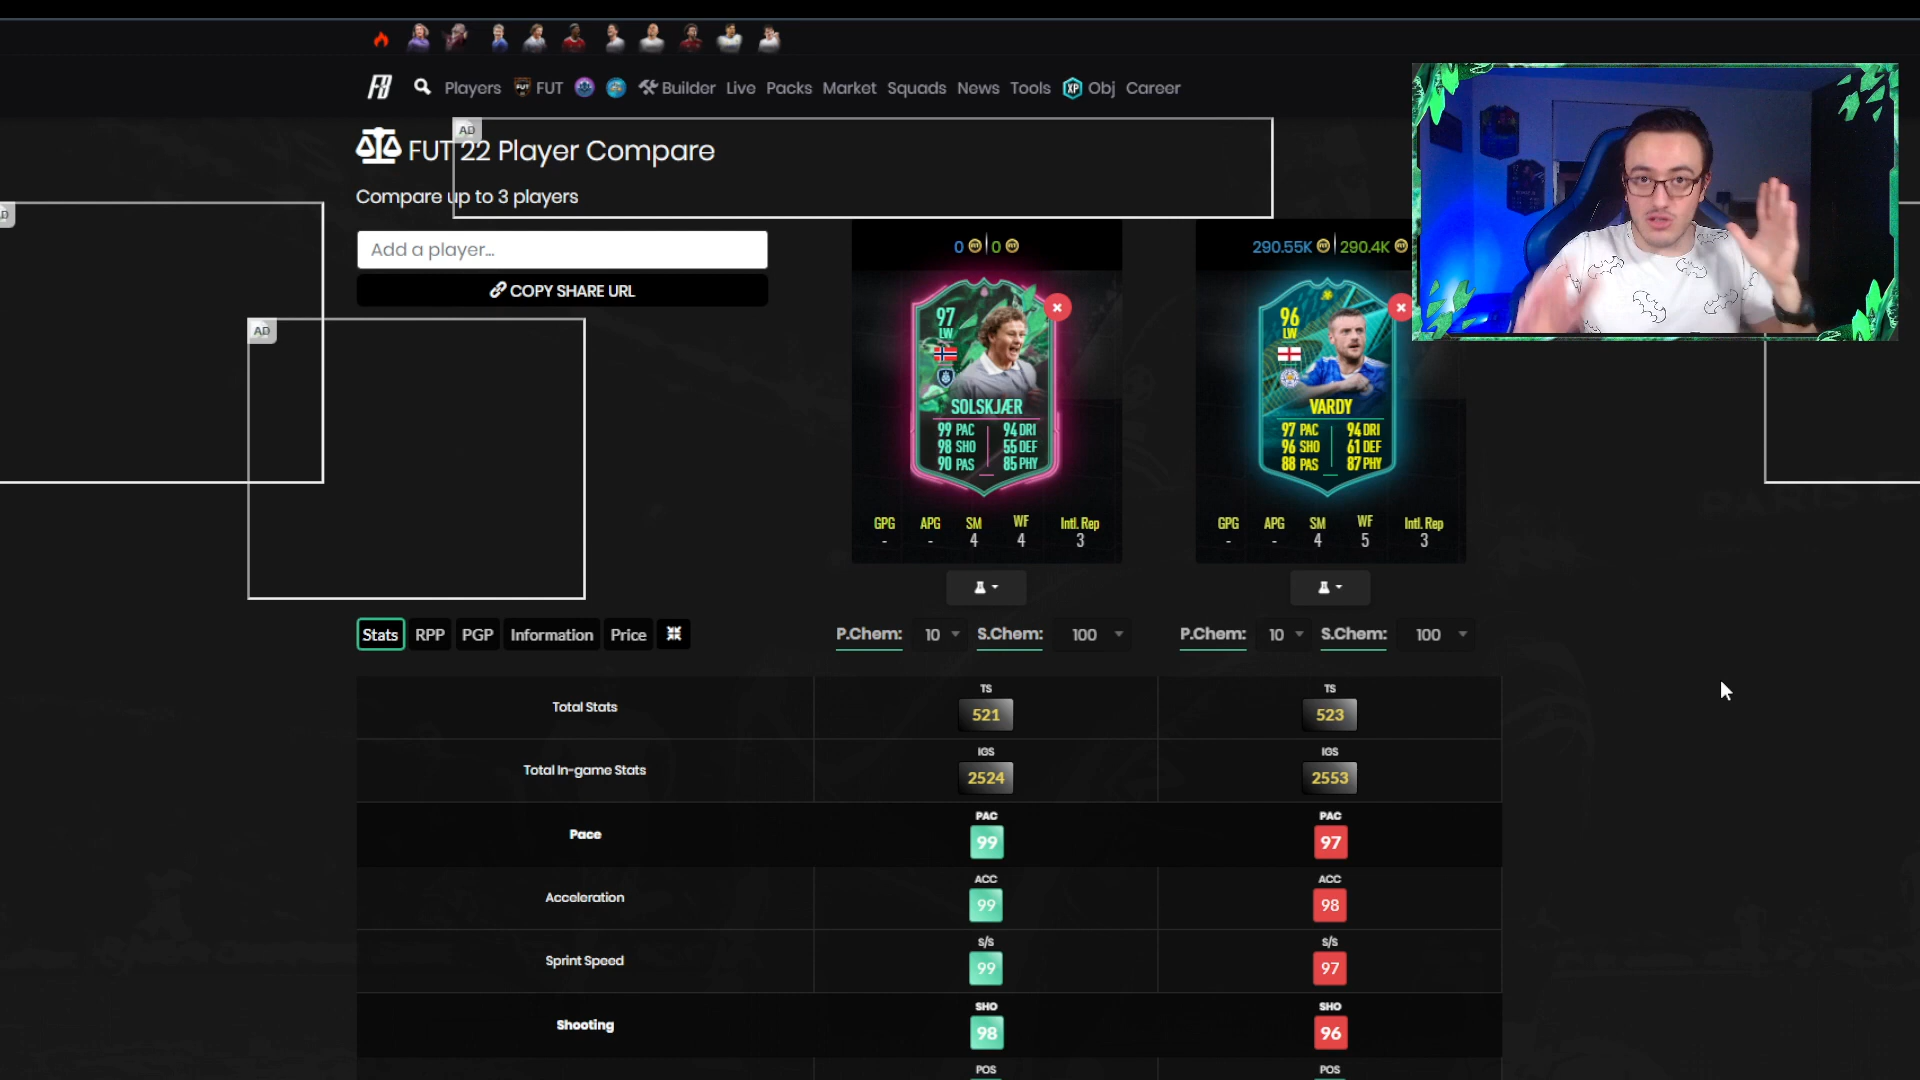 Players FUT Builder Live Packs Market Squads News Tools XP Obj Career
AD
FUT 22 Player Compare
Compare up to 3 players
Add a player...
COPY SHARE URL
AD
0 0
97
LW
SOLSKJÆR
99 PAC 94 DRI
98 SHO 55 DEF
90 PAS 85 PHY
GPG APG SM WF Intl. Rep
- - 4 4 3
290.55K 290.4K
96
LW
VARDY
97 PAC 94 DRI
96 SHO 61 DEF
88 PAS 87 PHY
GPG APG SM WF Intl. Rep
- - 4 5 3
Stats RPP PGP Information Price
P.Chem: 10 S.Chem: 100
P.Chem: 10 S.Chem: 100
TS TS
Total Stats 521 523
IGS IGS
Total In-game Stats 2524 2553
PAC PAC
Pace 99 97
ACC ACC
Acceleration 99 98
S/S S/S
Sprint Speed 99 97
SHO SHO
Shooting 98 96
POS POS